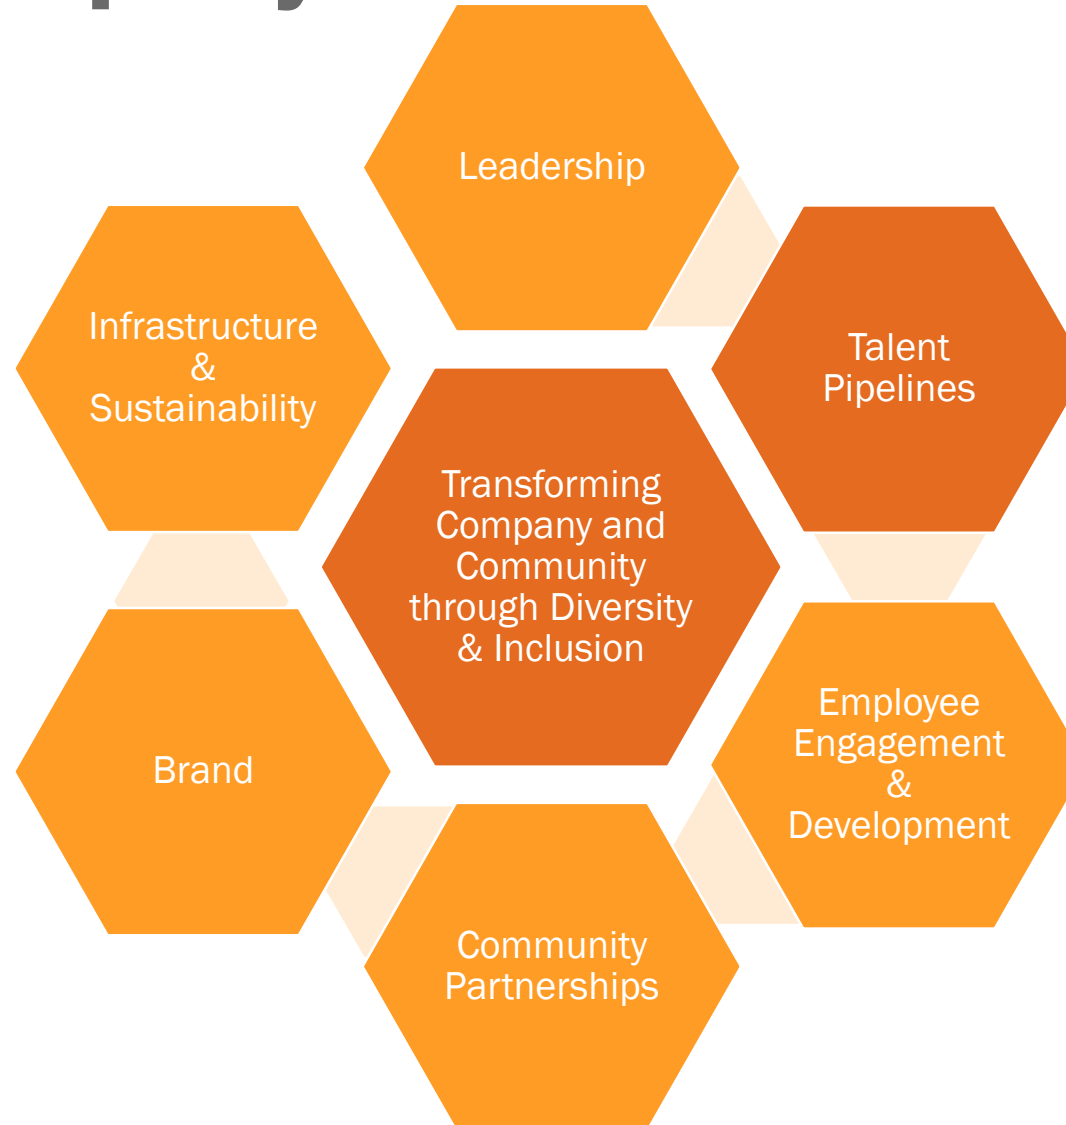 Leadership
Talent
Pipelines
Infrastructure
&
Sustainability
Transforming
Company and
Community
through Diversity
& Inclusion
Employee
Engagement
&
Development
Brand
Community
Partnerships